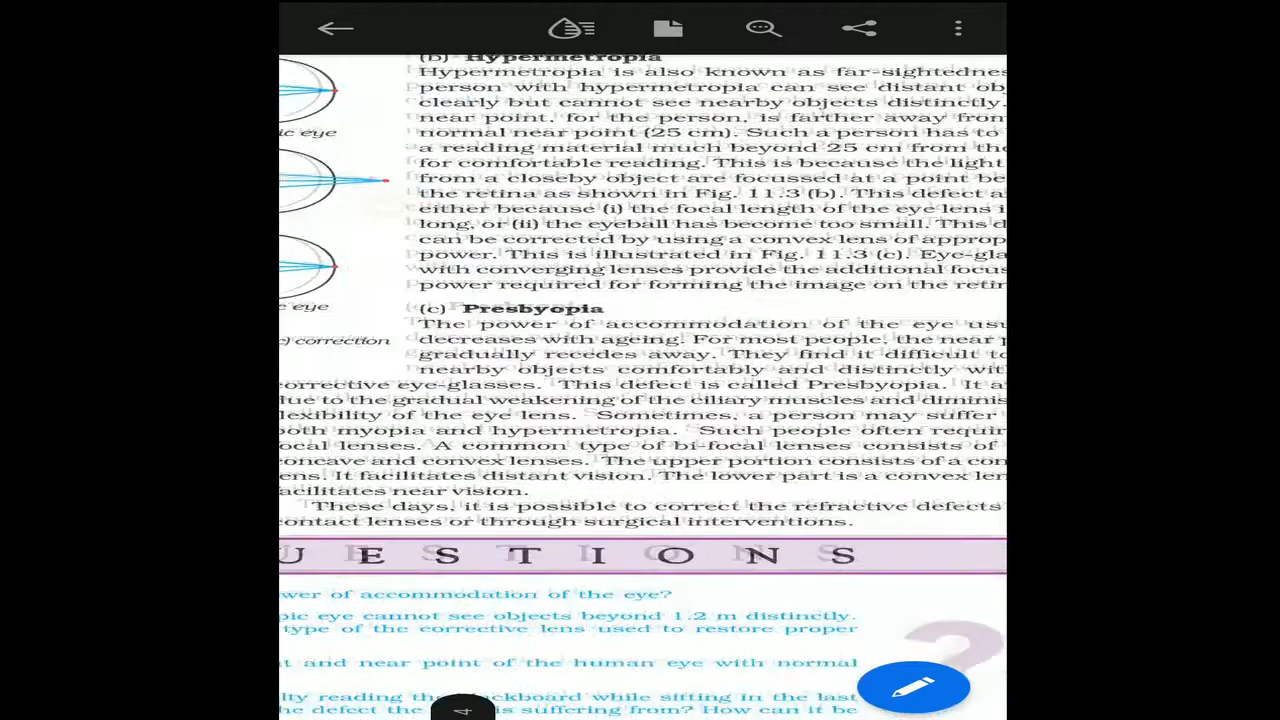 (b) Hypermetropia
Hypermetropia is also known as far-sightednes
person with hypermetropia can see distant ob
clearly but cannot see nearby objects distinctly.
near point, for the person, is farther away from
normal near point (25 cm). Such a person has to
a reading material much beyond 25 cm from the
for comfortable reading. This is because the light
from a closeby object are focussed at a point be
the retina as shown in Fig. 11.3 (b). This defect a
either because (i) the focal length of the eye lens i
long, or (ii) the eyeball has become too small. This d
can be corrected by using a convex lens of approp
power. This is illustrated in Fig. 11.3 (c). Eye-gla
with converging lenses provide the additional focus
power required for forming the image on the retin
ic eye
c eye
c) correction
(c) Presbyopia
The power of accommodation of the eye usu
decreases with ageing. For most people, the near p
gradually recedes away. They find it difficult to
nearby objects comfortably and distinctly wit
orrective eye-glasses. This defect is called Presbyopia. It a
ue to the gradual weakening of the ciliary muscles and diminis
lexibility of the eye lens. Sometimes, a person may suffer
oth myopia and hypermetropia. Such people often requir
ocal lenses. A common type of bi-focal lenses consists of
oncave and convex lenses. The upper portion consists of a con
ens. It facilitates distant vision. The lower part is a convex len
acilitates near vision.
These days, it is possible to correct the refractive defects
ontact lenses or through surgical interventions.
U E S T I O N S
wer of accommodation of the eye?
pic eye cannot see objects beyond 1.2 m distinctly.
type of the corrective lens used to restore proper
at and near point of the human eye with normal
lty reading the blackboard while sitting in the last
he defect the is suffering from? How can it be
?
4